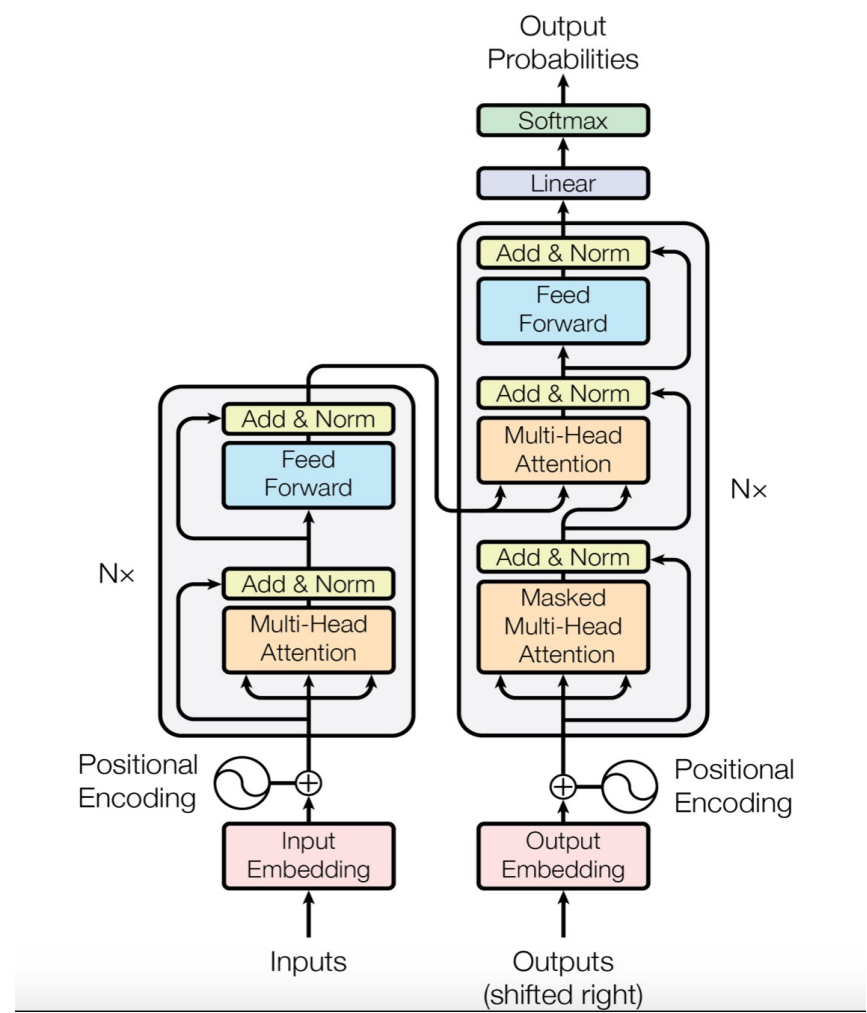 Output
Probabilities
Softmax
Linear
Add & Norm
Feed
Forward
Add & Norm
Multi-Head
Attention
Nx
Add & Norm
Masked
Multi-Head
Attention
Add & Norm
Feed
Forward
Nx
Add & Norm
Multi-Head
Attention
Positional
Encoding
Positional
Encoding
Input
Embedding
Output
Embedding
Inputs
Outputs
(shifted right)